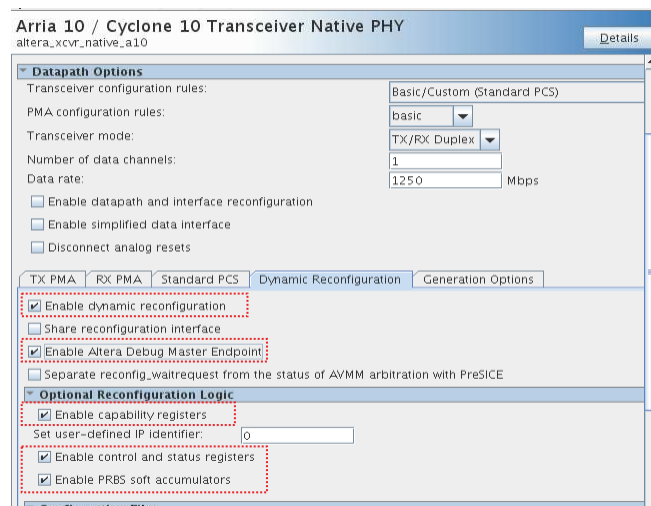 Arria 10 / Cyclone 10 Transceiver Native PHY
altera_xcvr_native_a10
Details
Datapath Options
Transceiver configuration rules: Basic/Custom (Standard PCS)
PMA configuration rules: basic
Transceiver mode: TX/RX Duplex
Number of data channels: 1
Data rate: 1250 Mbps
Enable datapath and interface reconfiguration
Enable simplified data interface
Disconnect analog resets
TX PMA RX PMA Standard PCS Dynamic Reconfiguration Generation Options
Enable dynamic reconfiguration
Share reconfiguration interface
Enable Altera Debug Master Endpoint
Separate reconfig_waitrequest from the status of AVMM arbitration with PreSICE
Optional Reconfiguration Logic
Enable capability registers
Set user-defined IP identifier: 0
Enable control and status registers
Enable PRBS soft accumulators